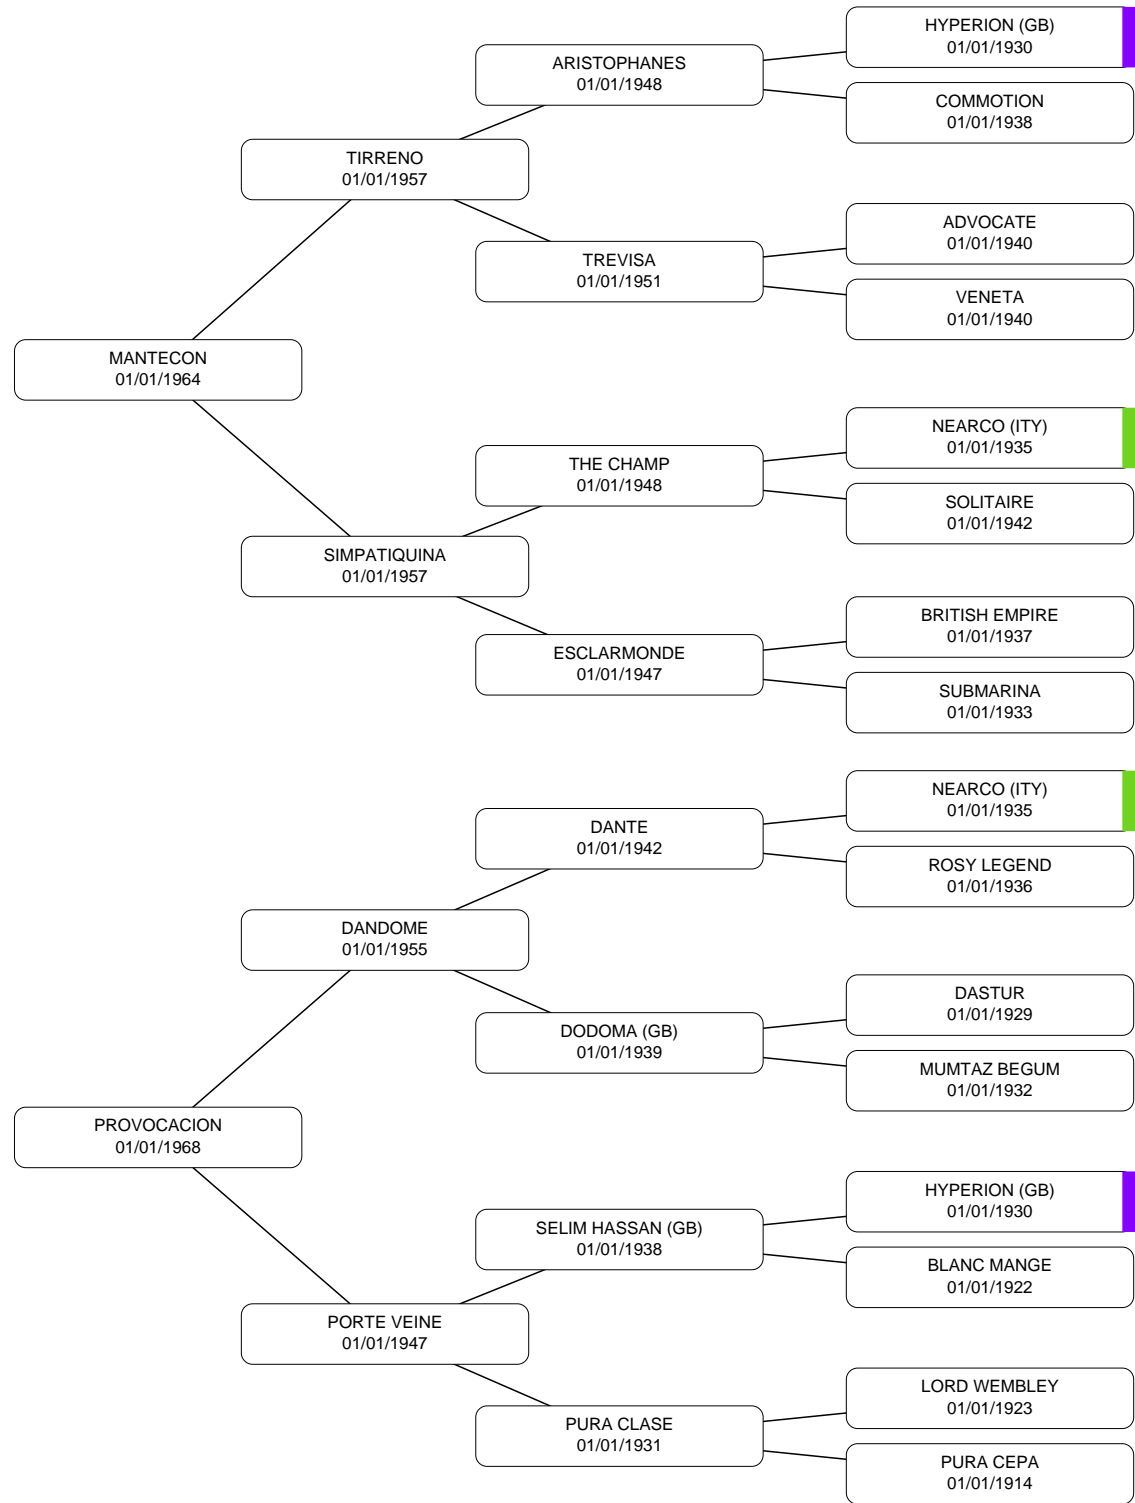 HYPERION (GB)
01/01/1930
ARISTOPHANES
01/01/1948
COMMOTION
01/01/1938
TIRRENO
01/01/1957
ADVOCATE
01/01/1940
TREVISA
01/01/1951
VENETA
01/01/1940
MANTECON
01/01/1964
NEARCO (ITY)
01/01/1935
THE CHAMP
01/01/1948
SOLITAIRE
01/01/1942
SIMPATIQUINA
01/01/1957
BRITISH EMPIRE
01/01/1937
ESCLARMONDE
01/01/1947
SUBMARINA
01/01/1933
NEARCO (ITY)
01/01/1935
DANTE
01/01/1942
ROSY LEGEND
01/01/1936
DANDOME
01/01/1955
DASTUR
01/01/1929
DODOMA (GB)
01/01/1939
MUMTAZ BEGUM
01/01/1932
PROVOCACION
01/01/1968
HYPERION (GB)
01/01/1930
SELIM HASSAN (GB)
01/01/1938
BLANC MANGE
01/01/1922
PORTE VEINE
01/01/1947
LORD WEMBLEY
01/01/1923
PURA CLASE
01/01/1931
PURA CEPA
01/01/1914